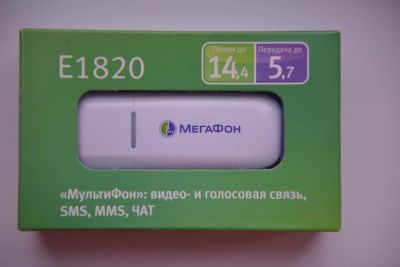 E1820
Прием до
14,4
Передача до
5,7
МЕГАФОН
«МультиФон»: видео- и голосовая связь,
SMS, MMS, ЧАТ